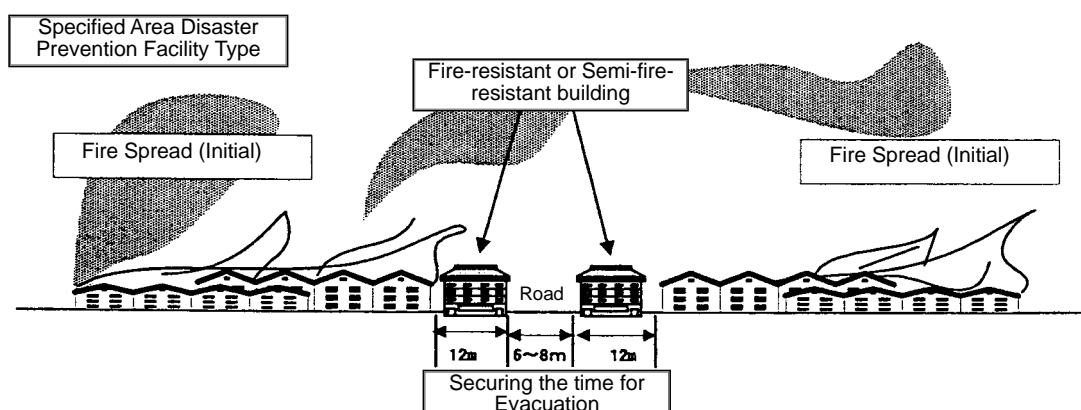 Specified Area Disaster
Prevention Facility Type
Fire-resistant or Semi-fire-
resistant building
Fire Spread (Initial)
Fire Spread (Initial)
Road
12m
6～8m
12m
Securing the time for
Evacuation